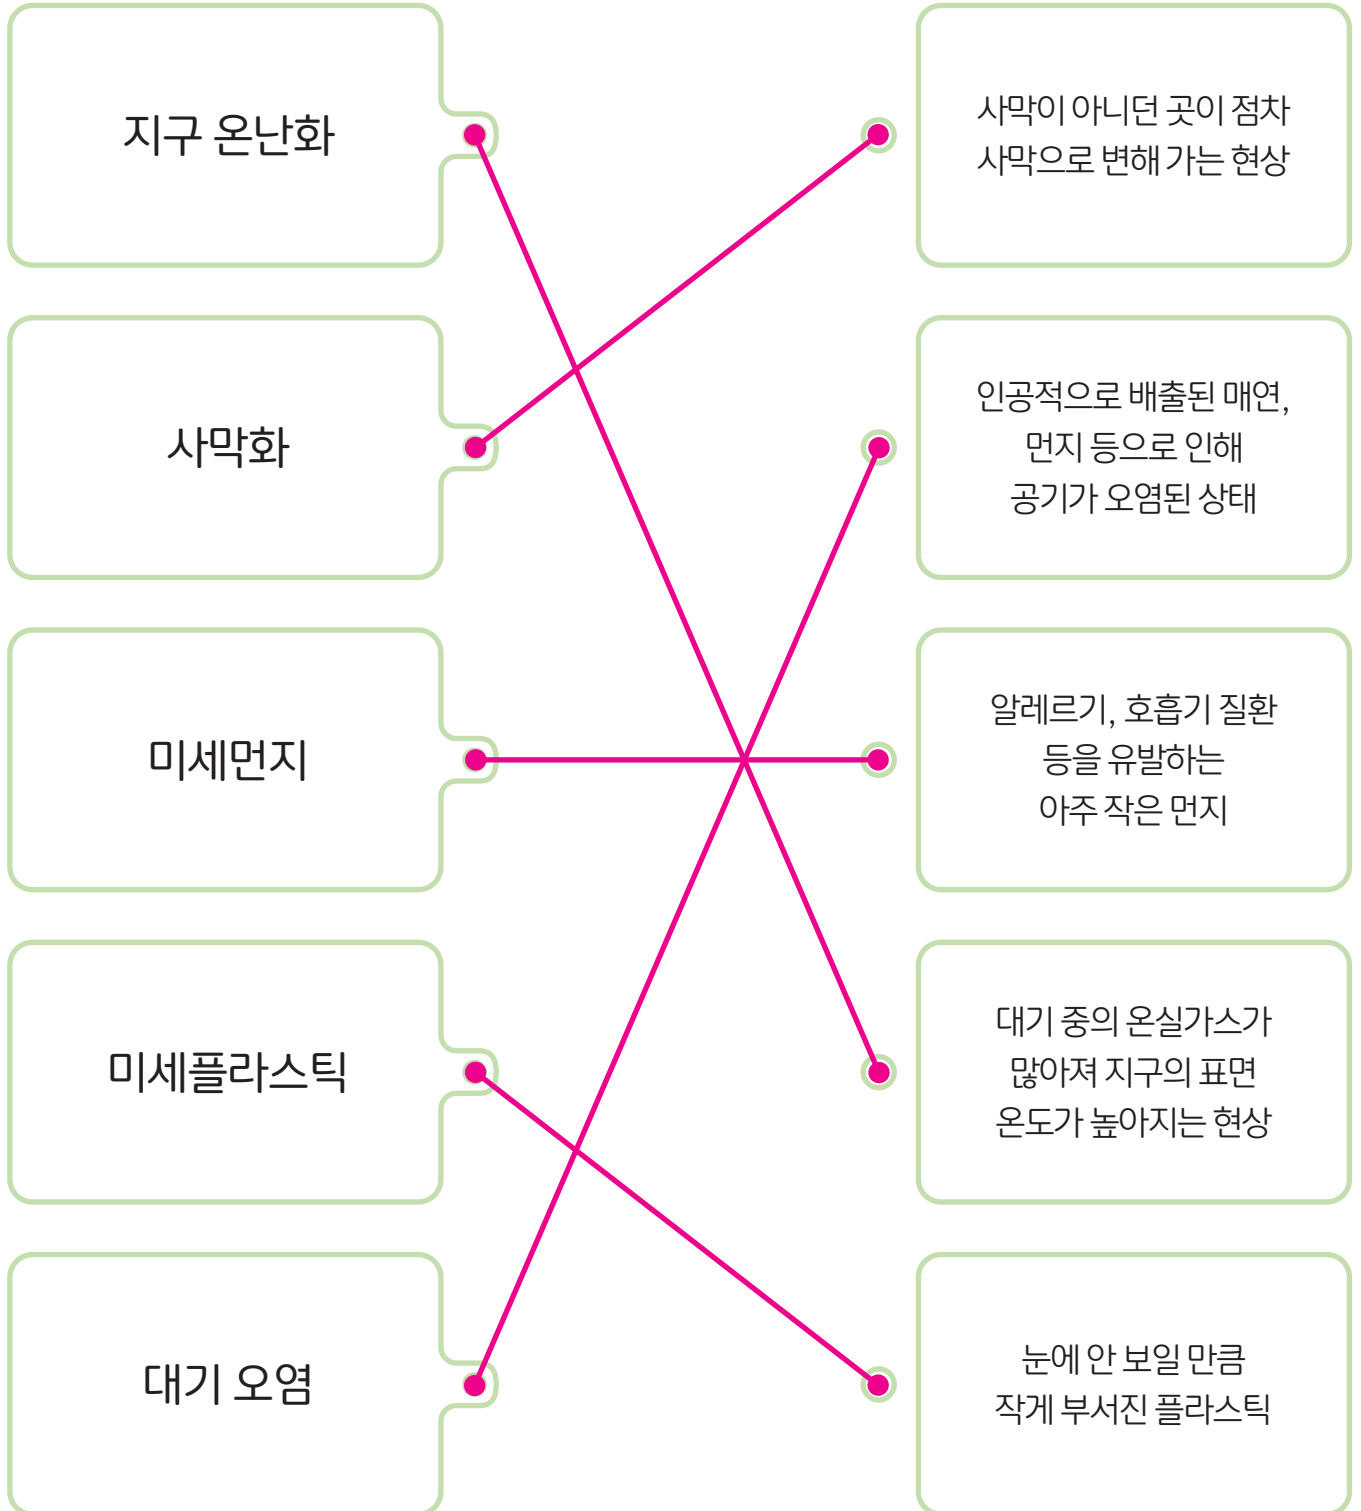 지구 온난화
사막이 아니던 곳이 점차
사막으로 변해 가는 현상
사막화
인공적으로 배출된 매연,
먼지 등으로 인해
공기가 오염된 상태
미세먼지
알레르기, 호흡기 질환
등을 유발하는
아주 작은 먼지
미세플라스틱
대기 중의 온실가스가
많아져 지구의 표면
온도가 높아지는 현상
대기 오염
눈에 안 보일 만큼
작게 부서진 플라스틱